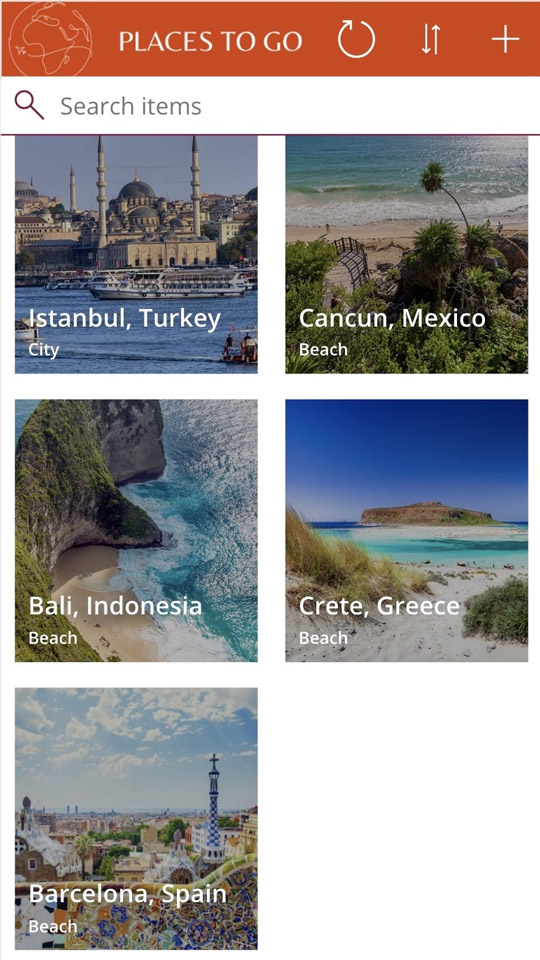 PLACES TO GO
Search items
Istanbul, Turkey
City
Cancun, Mexico
Beach
Bali, Indonesia
Beach
Crete, Greece
Beach
Barcelona, Spain
Beach